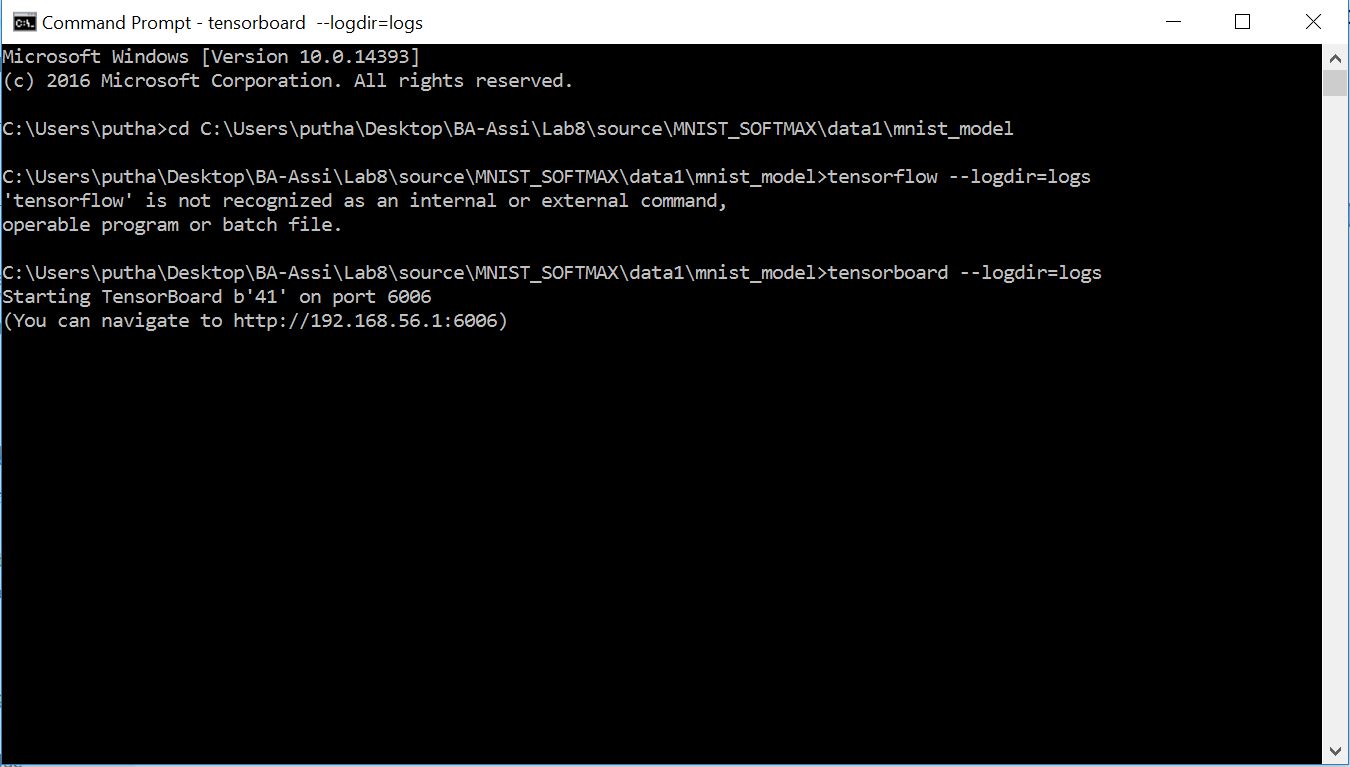 Command Prompt - tensorboard  --logdir=logs
Microsoft Windows [Version 10.0.14393]
(c) 2016 Microsoft Corporation. All rights reserved.
C:\Users\putha>cd C:\Users\putha\Desktop\BA-Assi\Lab8\source\MNIST_SOFTMAX\data1\mnist_model
C:\Users\putha\Desktop\BA-Assi\Lab8\source\MNIST_SOFTMAX\data1\mnist_model>tensorflow --logdir=logs
'tensorflow' is not recognized as an internal or external command,
operable program or batch file.
C:\Users\putha\Desktop\BA-Assi\Lab8\source\MNIST_SOFTMAX\data1\mnist_model>tensorboard --logdir=logs
Starting TensorBoard b'41' on port 6006
(You can navigate to http://192.168.56.1:6006)